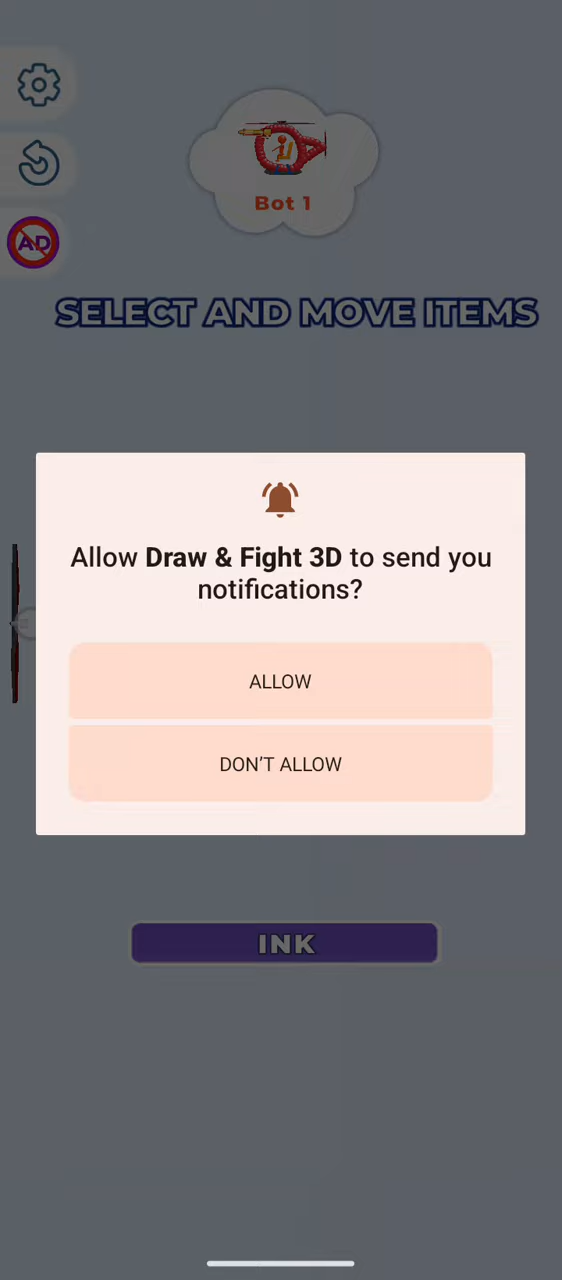 Bot 1
AD
SELECT AND MOVE ITEMS
Allow Draw & Fight 3D to send you
notifications?
ALLOW
DON’T ALLOW
INK